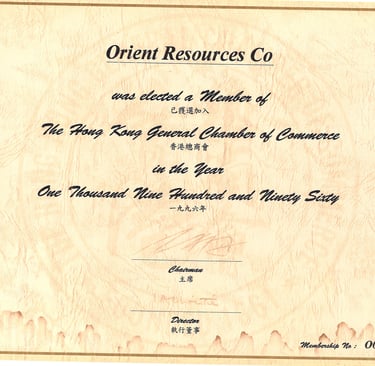 Orient Resources Co
was elected a Member of
已獲選加入
The Hong Kong General Chamber of Commerce
香港總商會
in the Year
One Thousand Nine Hundred and Ninety Sixty
一九九六年
Chairman
主席
Director
執行董事
Membership No :